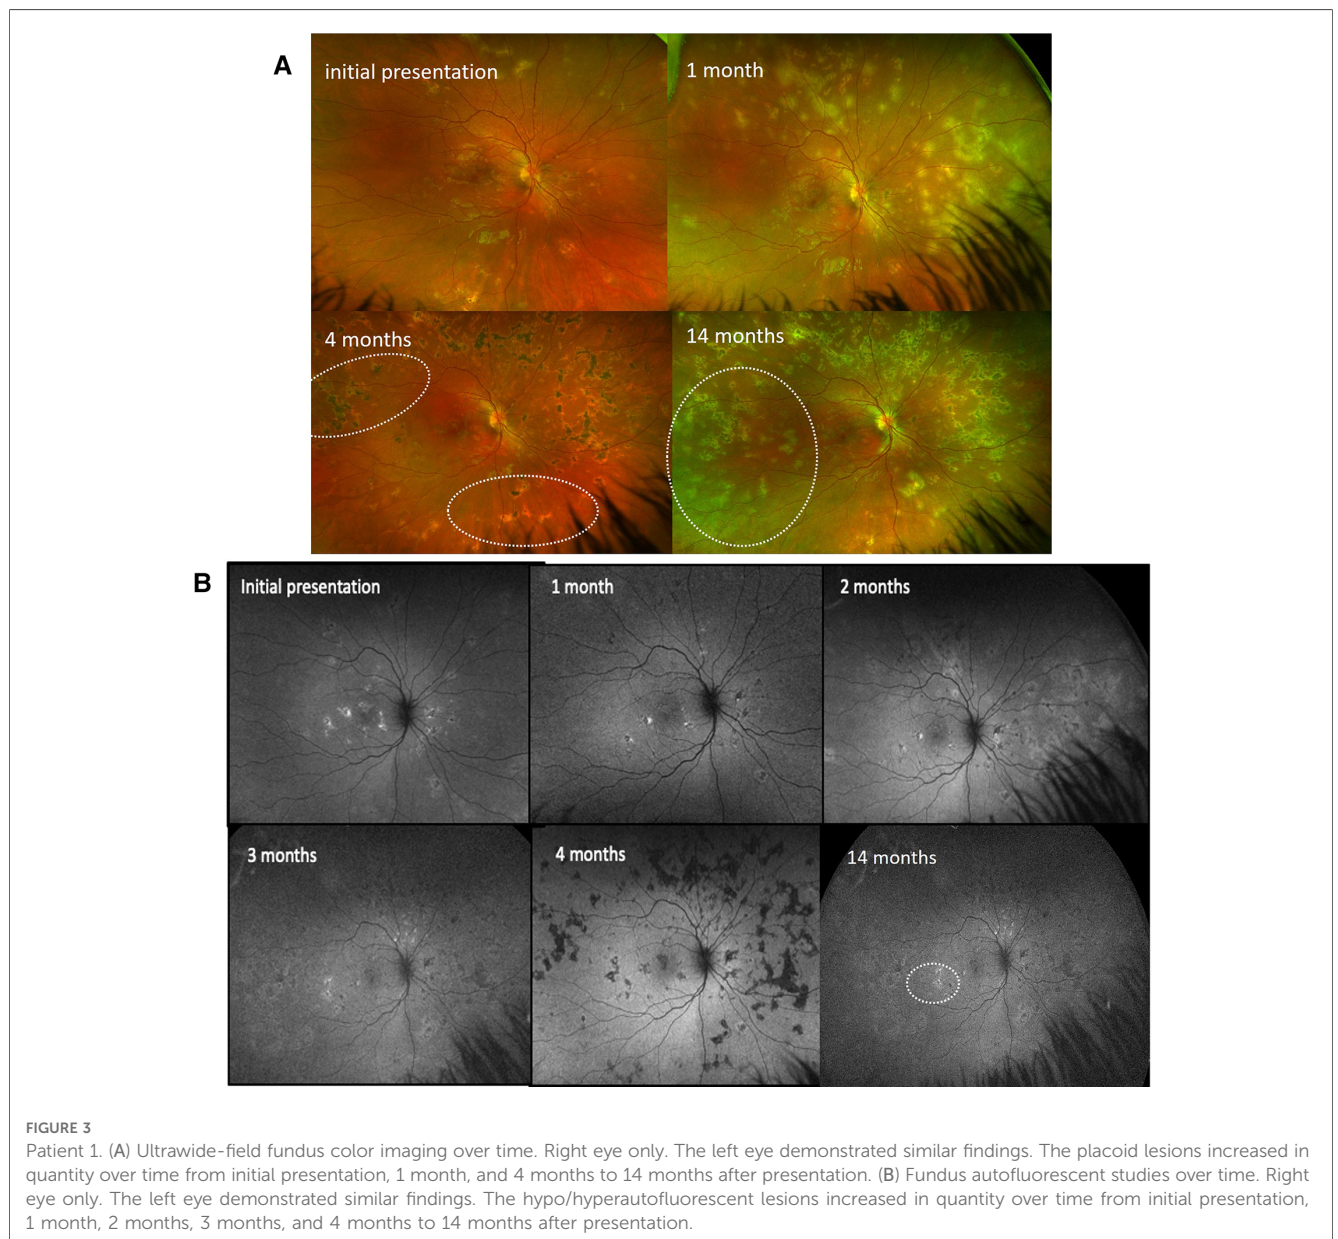 A
initial presentation
1 month
4 months
14 months
B
Initial presentation
1 month
2 months
3 months
4 months
14 months
FIGURE 3
Patient 1. (A) Ultrawide-field fundus color imaging over time. Right eye only. The left eye demonstrated similar findings. The placoid lesions increased in
quantity over time from initial presentation, 1 month, and 4 months to 14 months after presentation. (B) Fundus autofluorescent studies over time. Right
eye only. The left eye demonstrated similar findings. The hypo/hyperautofluorescent lesions increased in quantity over time from initial presentation,
1 month, 2 months, 3 months, and 4 months to 14 months after presentation.